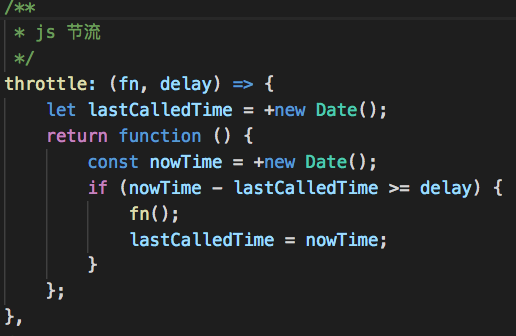 /**
 * js 节流
 */
throttle: (fn, delay) => {
    let lastCalledTime = +new Date();
    return function () {
        const nowTime = +new Date();
        if (nowTime - lastCalledTime >= delay) {
            fn();
            lastCalledTime = nowTime;
        }
    };
},